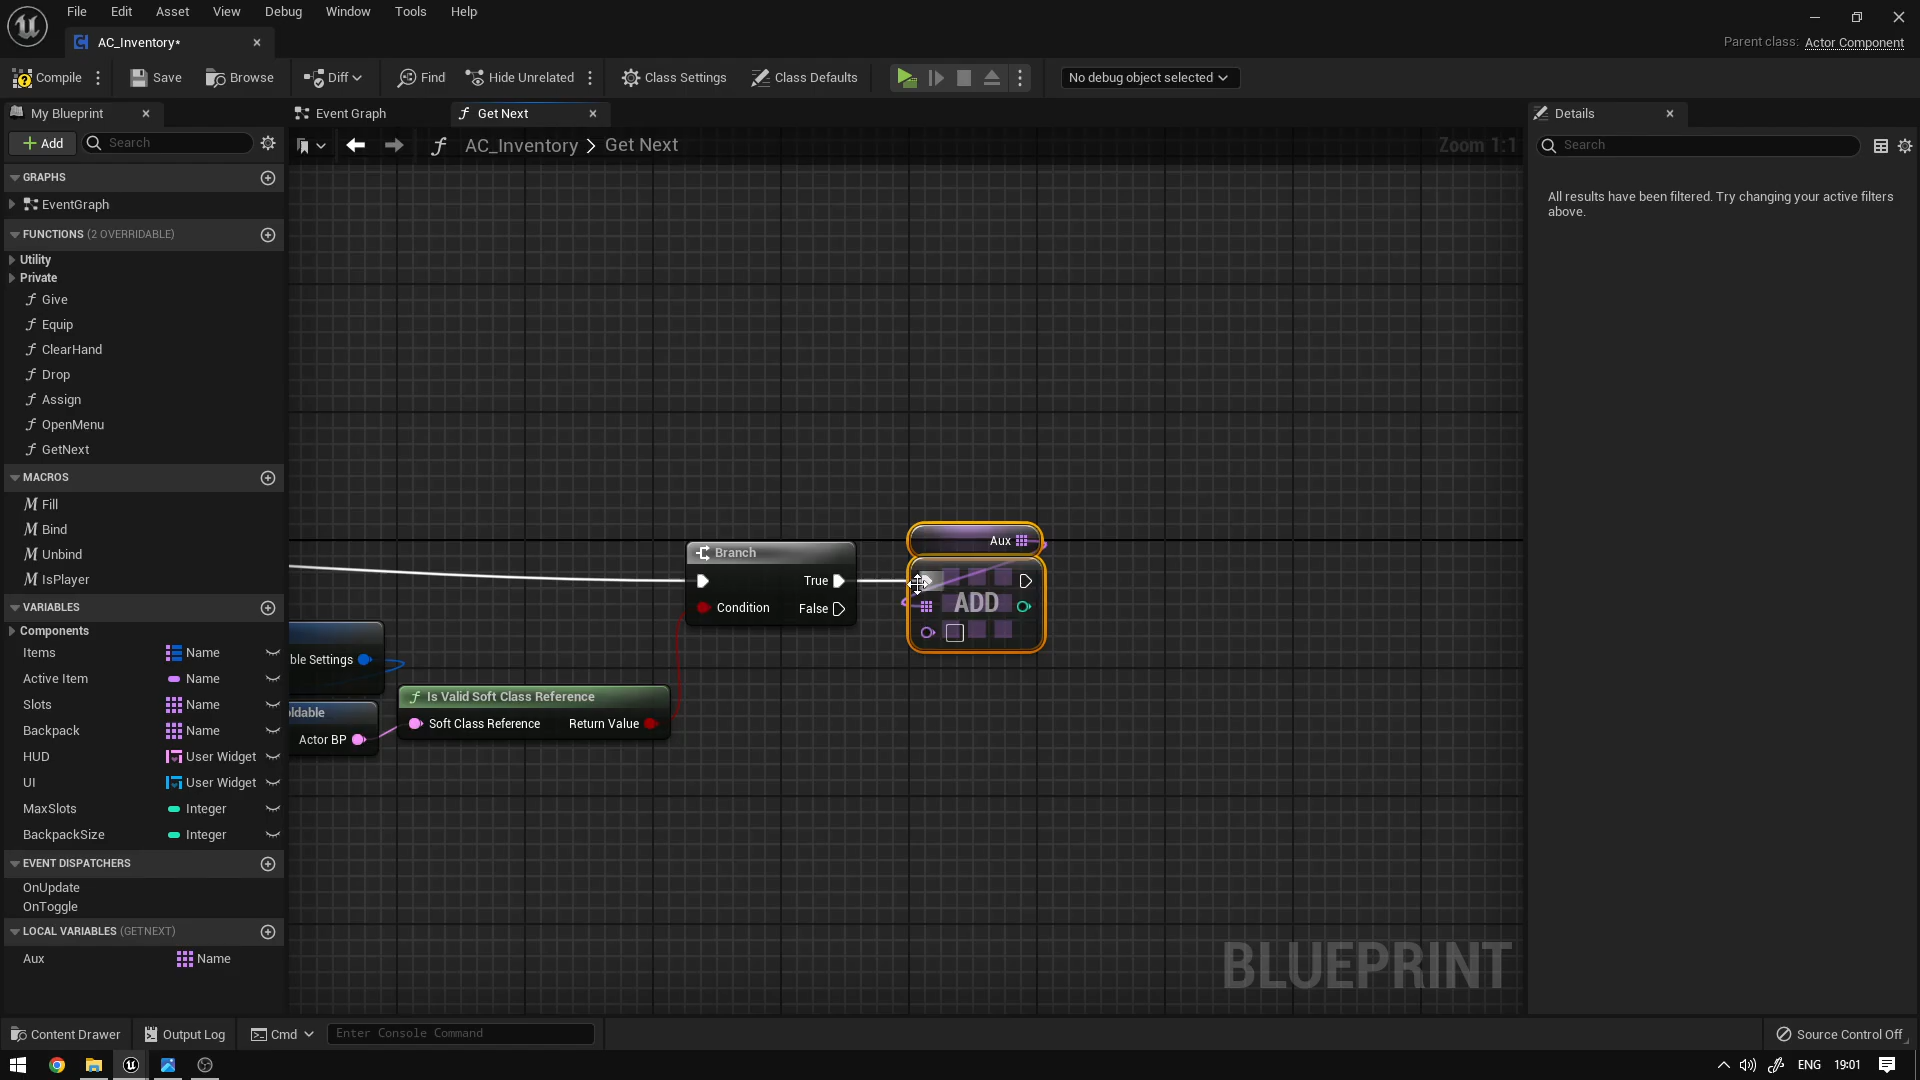 File Edit Asset View Debug Window Tools Help
AC_Inventory*
Parent class: Actor Component
Compile Save Browse Diff Find Hide Unrelated Class Settings Class Defaults No debug object selected
My Blueprint
Event Graph
Get Next
Details
Add
Search
AC_Inventory > Get Next
Zoom 1:1
Search
All results have been filtered. Try changing your active filters
above.
GRAPHS
EventGraph
FUNCTIONS (2 OVERRIDABLE)
Utility
Private
Give
Equip
ClearHand
Drop
Assign
OpenMenu
GetNext
MACROS
Fill
Bind
Unbind
IsPlayer
VARIABLES
Components
Items Name
Active Item Name
Slots Name
Backpack Name
HUD User Widget
UI User Widget
MaxSlots Integer
BackpackSize Integer
EVENT DISPATCHERS
OnUpdate
OnToggle
LOCAL VARIABLES (GETNEXT)
Aux Name
Branch
True
Condition False
Aux
ADD
ble Settings
ldable
Actor BP
Is Valid Soft Class Reference
Soft Class Reference Return Value
BLUEPRINT
Content Drawer Output Log Cmd Enter Console Command
Source Control Off
ENG 19:01